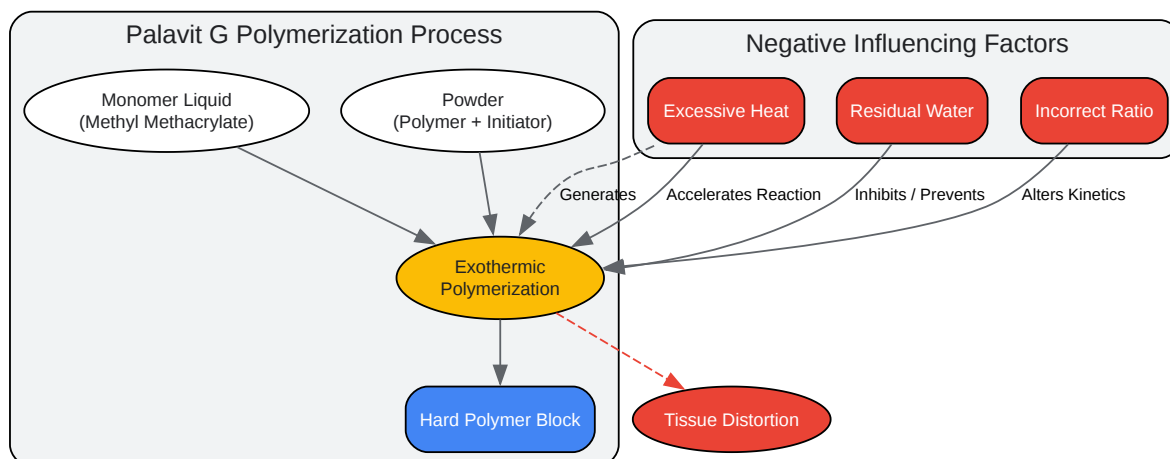 Palavit G Polymerization Process
Negative Influencing Factors
Monomer Liquid
(Methyl Methacrylate)
Powder
(Polymer + Initiator)
Excessive Heat
Residual Water
Incorrect Ratio
Generates
Accelerates Reaction
Inhibits / Prevents
Alters Kinetics
Exothermic
Polymerization
Hard Polymer Block
Tissue Distortion